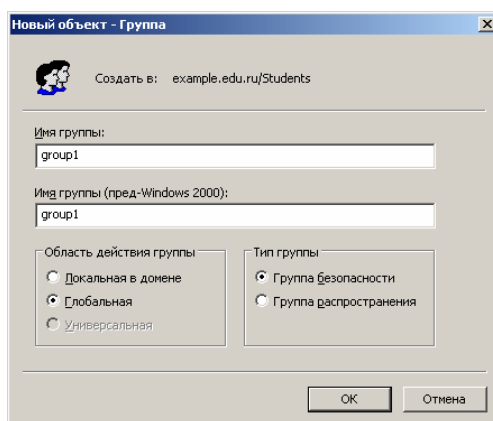 Новый объект - Группа
Создать в: example.edu.ru/Students
Имя группы:
group1
Имя группы (пред-Windows 2000):
group1
Область действия группы
Локальная в домене
Глобальная
Универсальная
Тип группы
Группа безопасности
Группа распространения
OK
Отмена